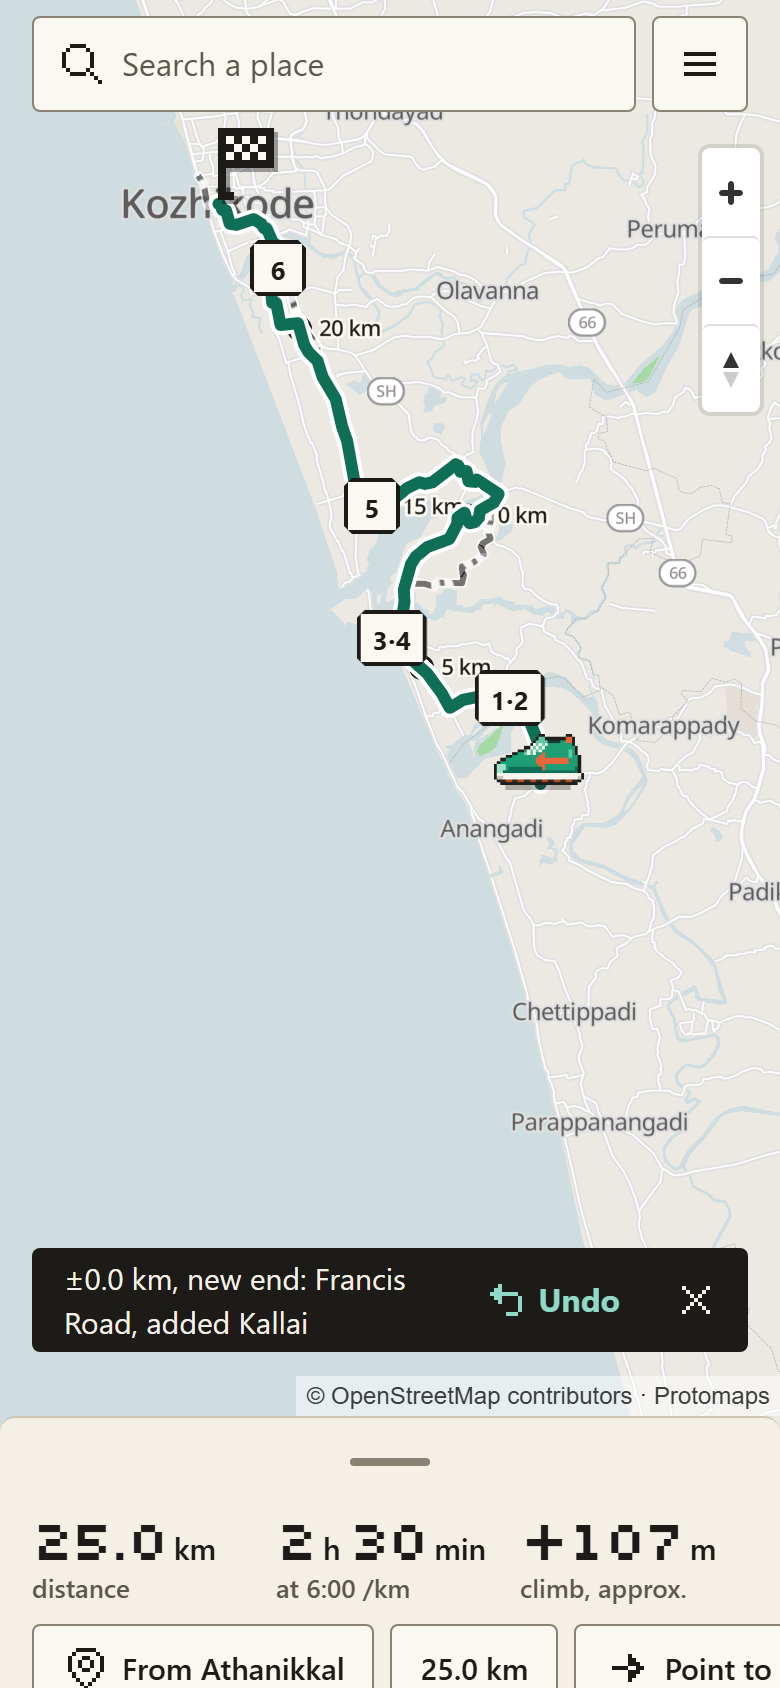 Search a place
Thondayad
Kozhikode
Peruma
6
Olavanna
66
20 km
SH
5
15 km
0 km
SH
66
3·4
5 km
1·2
Komarappady
Anangadi
Padik
Chettippadi
Parappanangadi
±0.0 km, new end: Francis
Road, added Kallai
Undo
© OpenStreetMap contributors · Protomaps
25.0 km
2 h 30 min
+107 m
distance
at 6:00 /km
climb, approx.
From Athanikkal
25.0 km
Point to